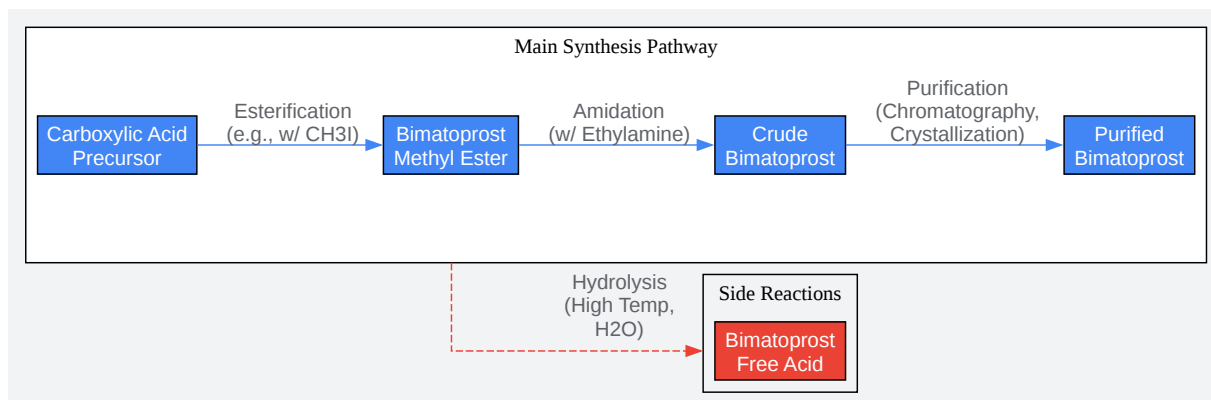 Main Synthesis Pathway
Carboxylic Acid
Precursor
Esterification
(e.g., w/ CH3I)
Bimatoprost
Methyl Ester
Amidation
(w/ Ethylamine)
Crude
Bimatoprost
Purification
(Chromatography,
Crystallization)
Purified
Bimatoprost
Hydrolysis
(High Temp,
H2O)
Side Reactions
Bimatoprost
Free Acid